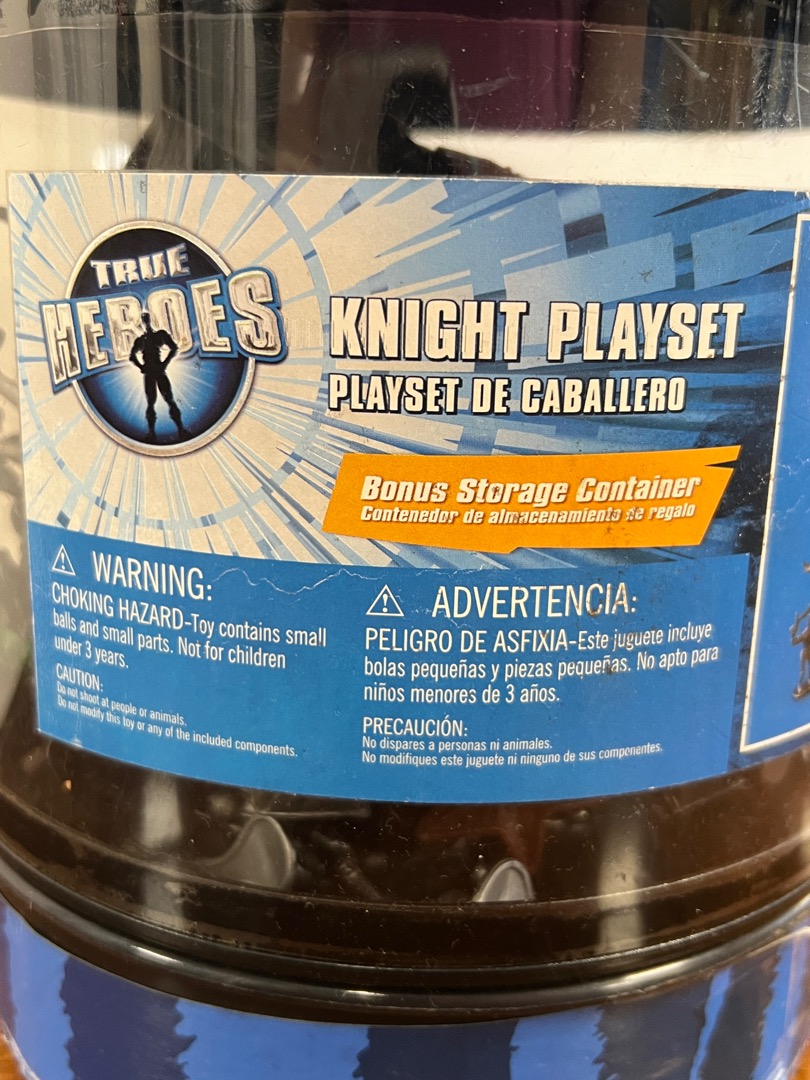 TRUE
HEROES
KNIGHT PLAYSET
PLAYSET DE CABALLERO
Bonus Storage Container
Contenedor de almacenamiento de regalo
WARNING:
CHOKING HAZARD-Toy contains small
balls and small parts. Not for children
under 3 years.
CAUTION:
Do not shoot at people or animals.
Do not modify this toy or any of the included components.
ADVERTENCIA:
PELIGRO DE ASFIXIA-Este juguete incluye
bolas pequeñas y piezas pequeñas. No apto para
niños menores de 3 años.
PRECAUCIÓN:
No dispares a personas ni animales.
No modifiques este juguete ni ninguno de sus componentes.